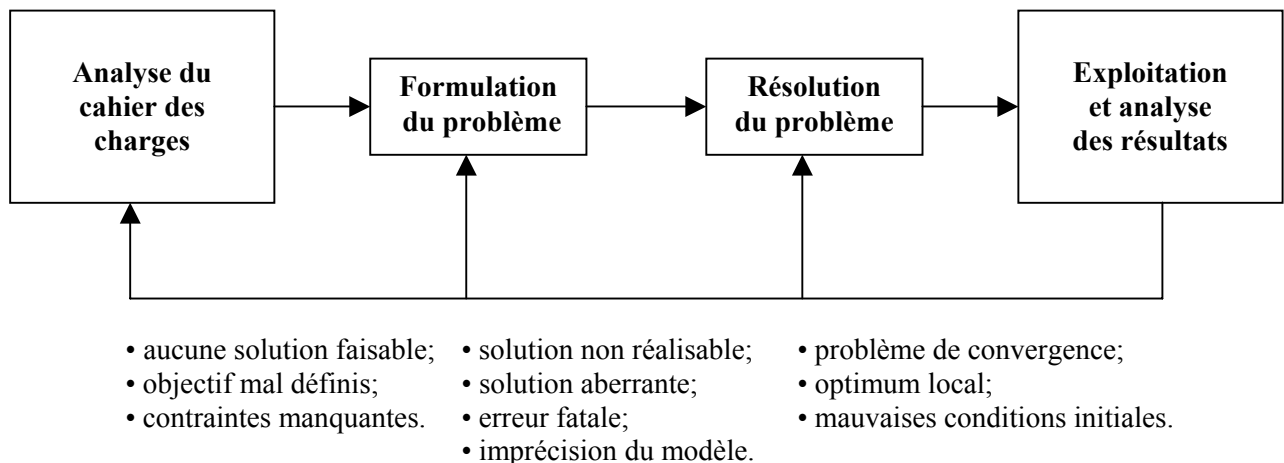 Analyse du
cahier des
charges
Formulation
du problème
Résolution
du problème
Exploitation
et analyse
des résultats
• aucune solution faisable;
• objectif mal définis;
• contraintes manquantes.
• solution non réalisable;
• solution aberrante;
• erreur fatale;
• imprécision du modèle.
• problème de convergence;
• optimum local;
• mauvaises conditions initiales.